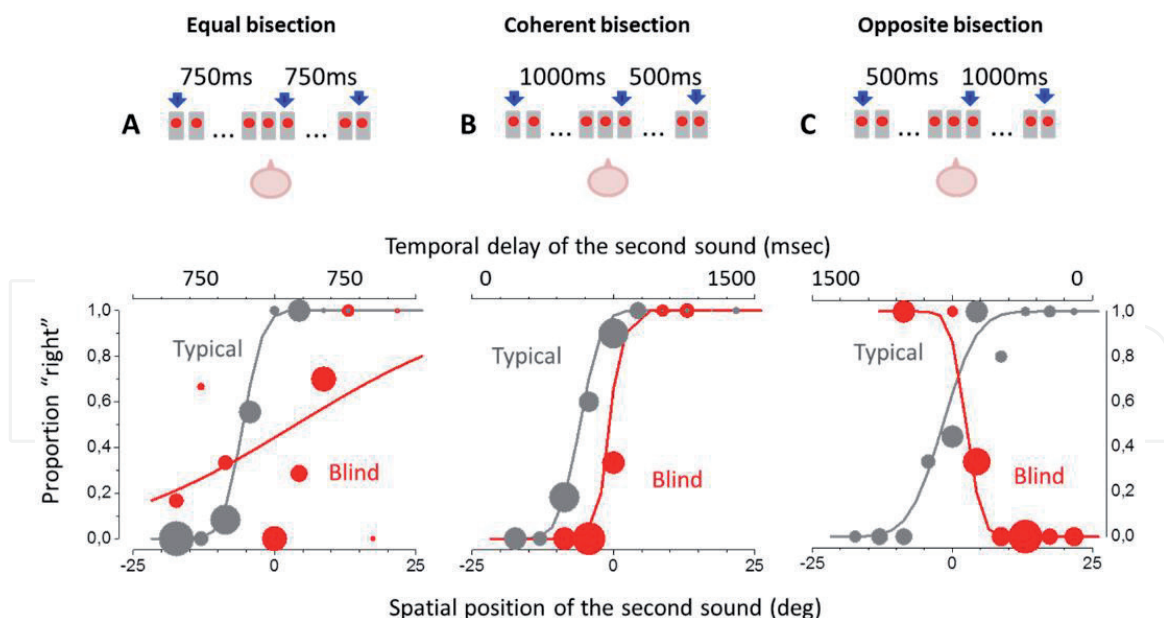 Equal bisection
Coherent bisection
Opposite bisection
750ms 750ms
1000ms 500ms
500ms 1000ms
A
...
...
B
...
...
C
...
...
Temporal delay of the second sound (msec)
750 750
0 1500
1500 0
Proportion “right”
1,0
0,8
0,6
0,4
0,2
0,0
Typical
Blind
-25 0
Typical
Blind
-25 0 25
Typical
Blind
1,0
0,8
0,6
0,4
0,2
0,0
-25 0 25
Spatial position of the second sound (deg)